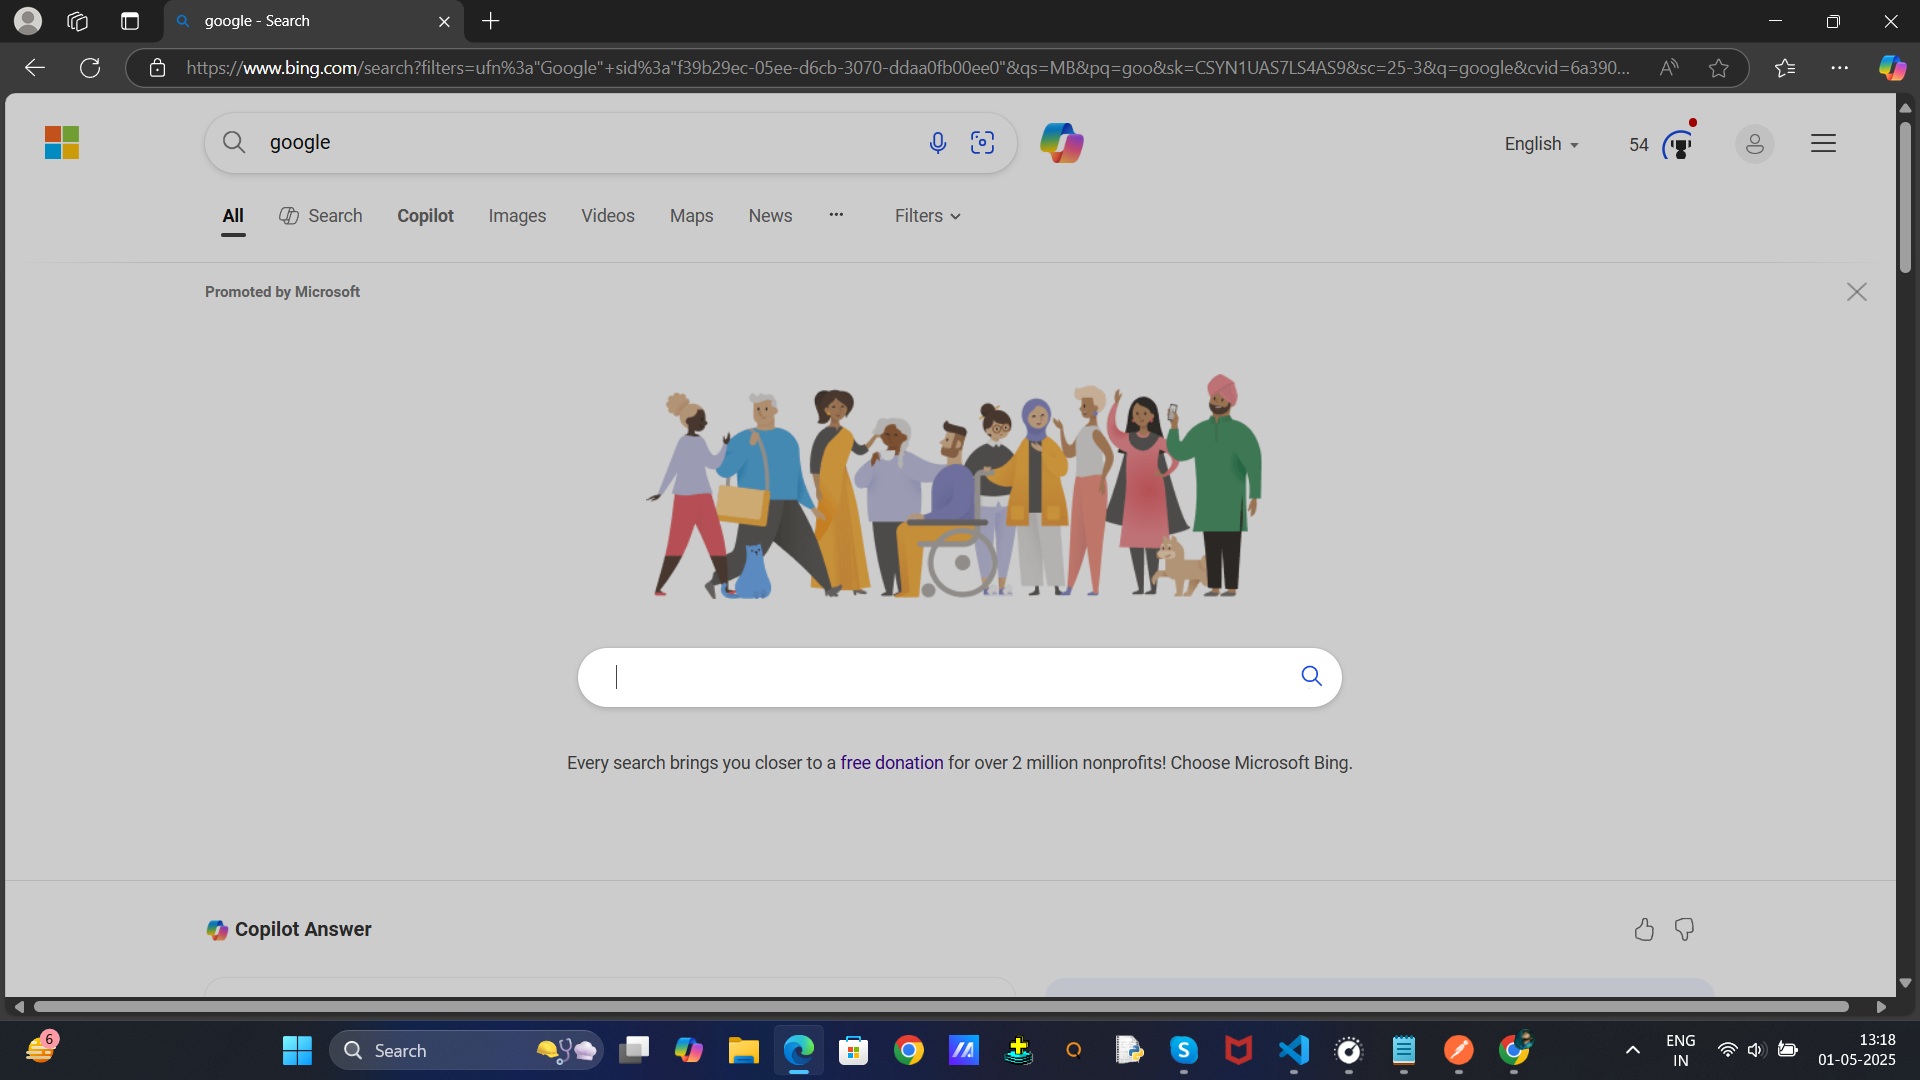 google - Search
https://www.bing.com/search?filters=ufn%3a"Google"+sid%3a"f39b29ec-05ee-d6cb-3070-ddaa0fb00ee0"&qs=MB&pq=goo&sk=CSYN1UAS7LS4AS9&sc=25-3&q=google&cvid=6a390...
google
English
54
All Search Copilot Images Videos Maps News ... Filters
Promoted by Microsoft
Every search brings you closer to a free donation for over 2 million nonprofits! Choose Microsoft Bing.
Copilot Answer
6
Search
ENG
IN
13:18
01-05-2025